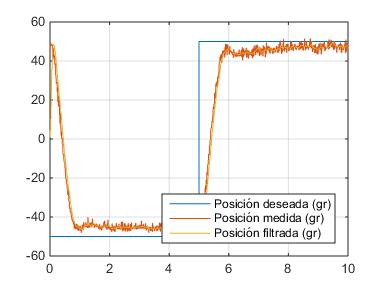 60
40
20
0
-20
-40
-60
Posición deseada (gr)
Posición medida (gr)
Posición filtrada (gr)
0 2 4 6 8 10